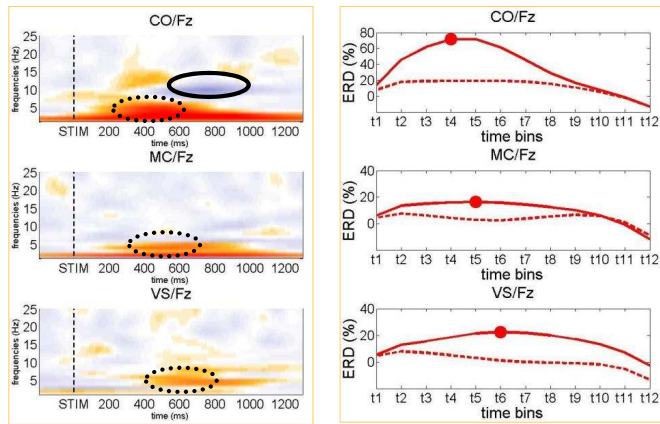 CO/Fz
25
20
15
10
5
frequencies (Hz)
STIM 200 400 600 800 1000 1200
time (ms)
MC/Fz
25
20
15
10
5
frequencies (Hz)
STIM 200 400 600 800 1000 1200
time (ms)
VS/Fz
25
20
15
10
5
frequencies (Hz)
STIM 200 400 600 800 1000 1200
time (ms)
CO/Fz
80
60
40
20
0
ERD (%)
t1 t2 t3 t4 t5 t6 t7 t8 t9 t10 t11 t12
time bins
MC/Fz
40
20
0
ERD (%)
t1 t2 t3 t4 t5 t6 t7 t8 t9 t10 t11 t12
time bins
VS/Fz
40
20
0
ERD (%)
t1 t2 t3 t4 t5 t6 t7 t8 t9 t10 t11 t12
time bins